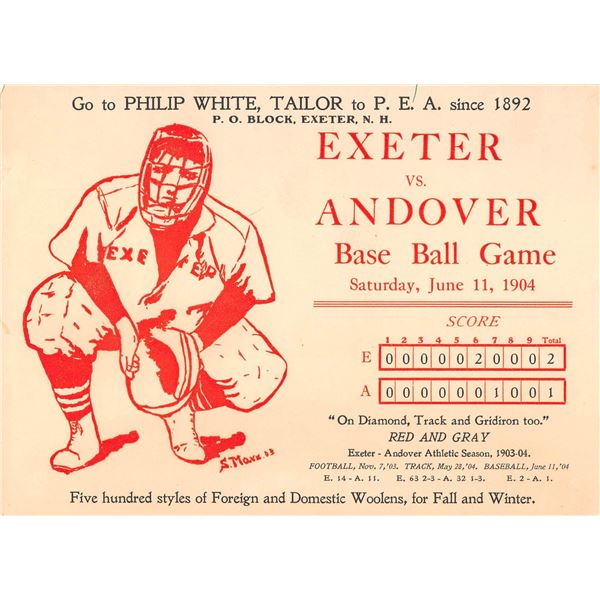 Go to PHILIP WHITE, TAILOR to P. E. A. since 1892
P. O. BLOCK, EXETER, N. H.
EXETER
VS.
ANDOVER
Base Ball Game
Saturday, June 11, 1904
SCORE
1 2 3 4 5 6 7 8 9 Total
E 0 0 0 0 0 2 0 0 0 2
A 0 0 0 0 0 0 1 0 0 1
"On Diamond, Track and Gridiron too."
RED AND GRAY
Exeter - Andover Athletic Season, 1903-04.
FOOTBALL, Nov. 7,'03. TRACK, May 28,'04. BASEBALL, June 11,'04
E. 14 - A. 11. E. 63 2-3 - A. 32 1-3. E. 2 - A. 1.
EXETER
S. Maxx 03
Five hundred styles of Foreign and Domestic Woolens, for Fall and Winter.